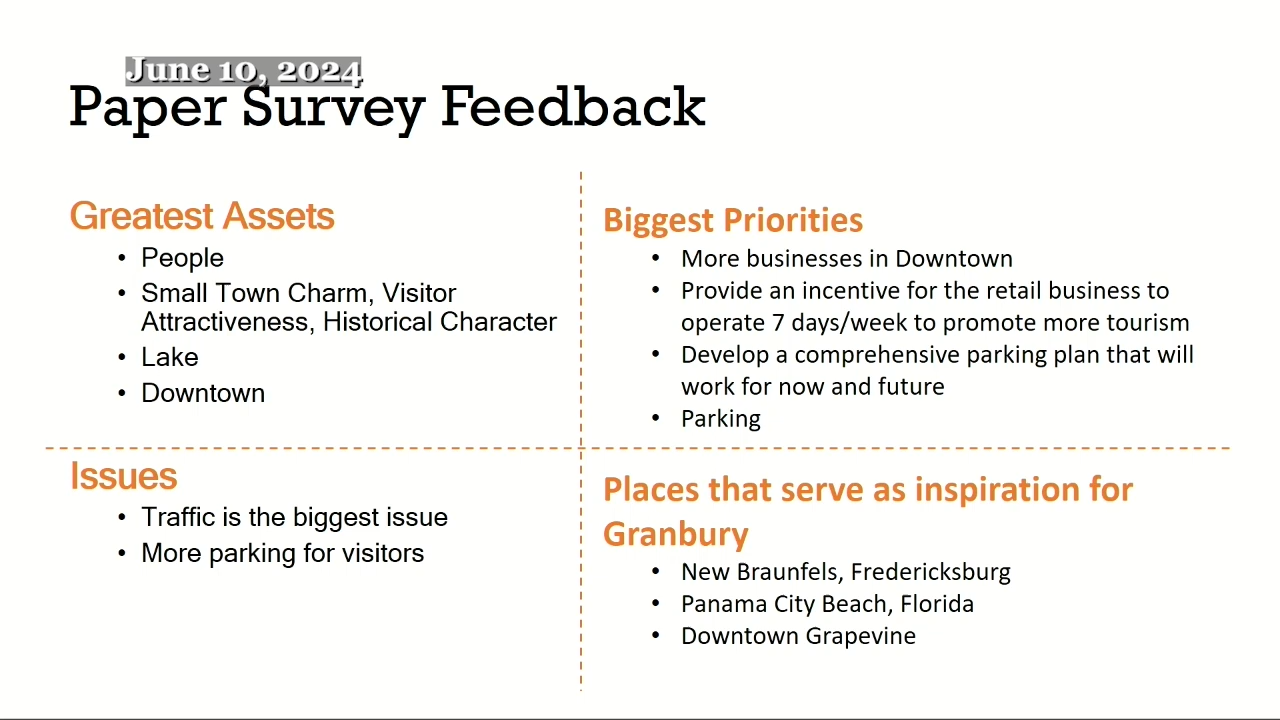 June 10, 2024
Paper Survey Feedback
Greatest Assets
• People
• Small Town Charm, Visitor
Attractiveness, Historical Character
• Lake
• Downtown
Biggest Priorities
• More businesses in Downtown
• Provide an incentive for the retail business to
operate 7 days/week to promote more tourism
• Develop a comprehensive parking plan that will
work for now and future
• Parking
Issues
• Traffic is the biggest issue
• More parking for visitors
Places that serve as inspiration for
Granbury
• New Braunfels, Fredericksburg
• Panama City Beach, Florida
• Downtown Grapevine